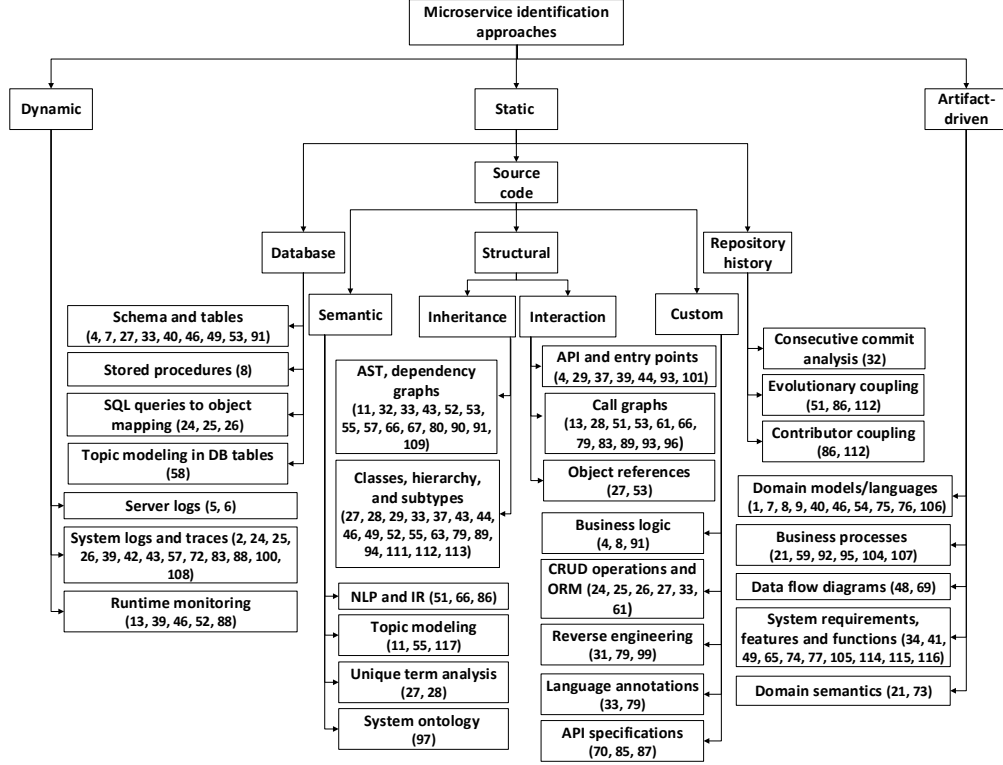 Microservice identification
approaches
Dynamic
Static
Artifact-
driven
Source
code
Database
Structural
Repository
history
Semantic
Inheritance
Interaction
Custom
Schema and tables
(4, 7, 27, 33, 40, 46, 49, 53, 91)
Stored procedures (8)
SQL queries to object
mapping (24, 25, 26)
Topic modeling in DB tables
(58)
Server logs (5, 6)
System logs and traces (2, 24, 25,
26, 39, 42, 43, 57, 72, 83, 88, 100,
108)
Runtime monitoring
(13, 39, 46, 52, 88)
AST, dependency
graphs
(11, 32, 33, 43, 52, 53,
55, 57, 66, 67, 80, 90, 91,
109)
Classes, hierarchy,
and subtypes
(27, 28, 29, 33, 37, 43, 44,
46, 49, 52, 55, 63, 79, 89,
94, 111, 112, 113)
NLP and IR (51, 66, 86)
Topic modeling
(11, 55, 117)
Unique term analysis
(27, 28)
System ontology
(97)
API and entry points
(4, 29, 37, 39, 44, 93, 101)
Call graphs
(13, 28, 51, 53, 61, 66,
79, 83, 89, 93, 96)
Object references
(27, 53)
Business logic
(4, 8, 91)
CRUD operations and
ORM (24, 25, 26, 27, 33,
61)
Reverse engineering
(31, 79, 99)
Language annotations
(33, 79)
API specifications
(70, 85, 87)
Consecutive commit
analysis (32)
Evolutionary coupling
(51, 86, 112)
Contributor coupling
(86, 112)
Domain models/languages
(1, 7, 8, 9, 40, 46, 54, 75, 76, 106)
Business processes
(21, 59, 92, 95, 104, 107)
Data flow diagrams (48, 69)
System requirements,
features and functions (34, 41,
49, 65, 74, 77, 105, 114, 115, 116)
Domain semantics (21, 73)